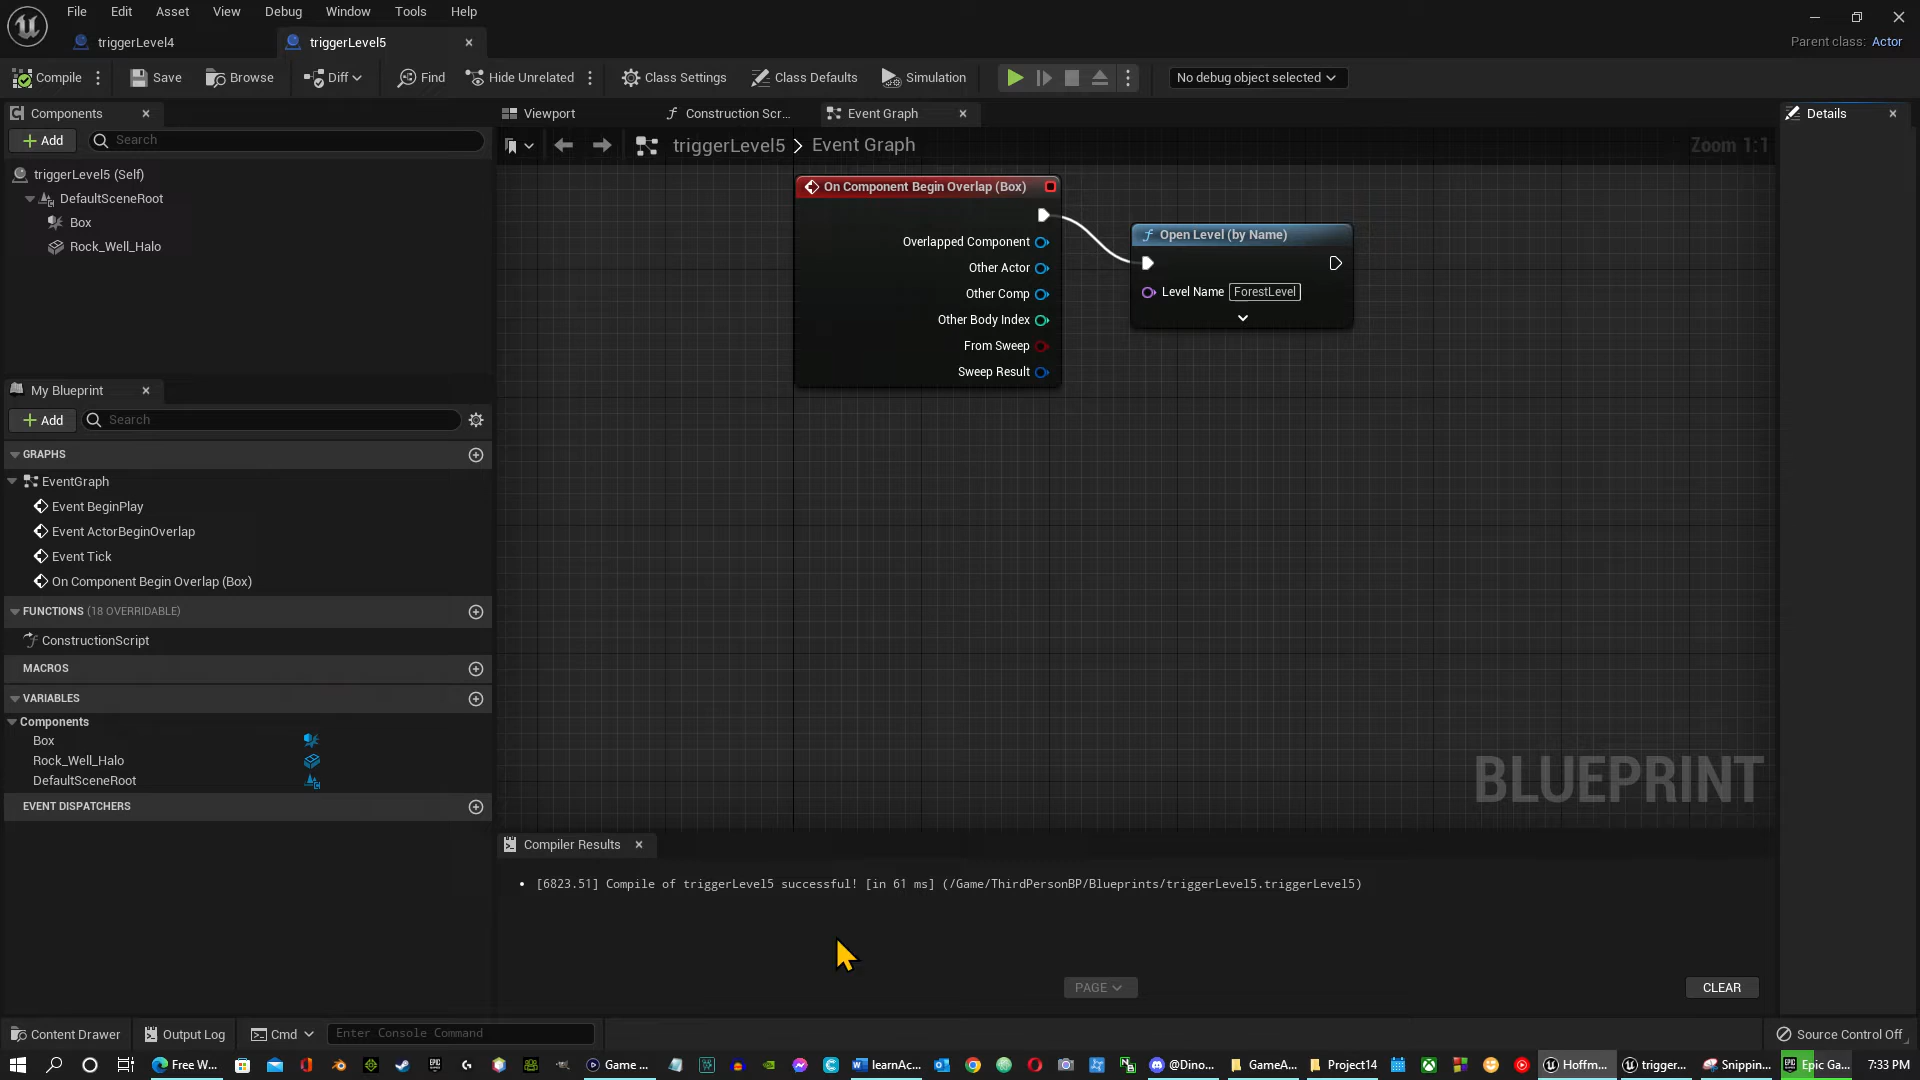 File Edit Asset View Debug Window Tools Help
triggerLevel4
triggerLevel5
Parent class: Actor
Compile
Save
Browse
Diff
Find
Hide Unrelated
Class Settings
Class Defaults
Simulation
No debug object selected
Components
Add
Search
triggerLevel5 (Self)
DefaultSceneRoot
Box
Rock_Well_Halo
My Blueprint
Add
Search
GRAPHS
EventGraph
Event BeginPlay
Event ActorBeginOverlap
Event Tick
On Component Begin Overlap (Box)
FUNCTIONS (18 OVERRIDABLE)
ConstructionScript
MACROS
VARIABLES
Components
Box
Rock_Well_Halo
DefaultSceneRoot
EVENT DISPATCHERS
Viewport
Construction Scr...
Event Graph
triggerLevel5 > Event Graph
Zoom 1:1
On Component Begin Overlap (Box)
Overlapped Component
Other Actor
Other Comp
Other Body Index
From Sweep
Sweep Result
Open Level (by Name)
Level Name ForestLevel
BLUEPRINT
Compiler Results
[6823.51] Compile of triggerLevel5 successful! [in 61 ms] (/Game/ThirdPersonBP/Blueprints/triggerLevel5.triggerLevel5)
PAGE
CLEAR
Details
Content Drawer
Output Log
Cmd
Enter Console Command
Source Control Off
Free W...
Game ...
learnAc...
@Dino...
GameA...
Project14
Hoffm...
trigger...
Snippin...
Epic Ga...
7:33 PM